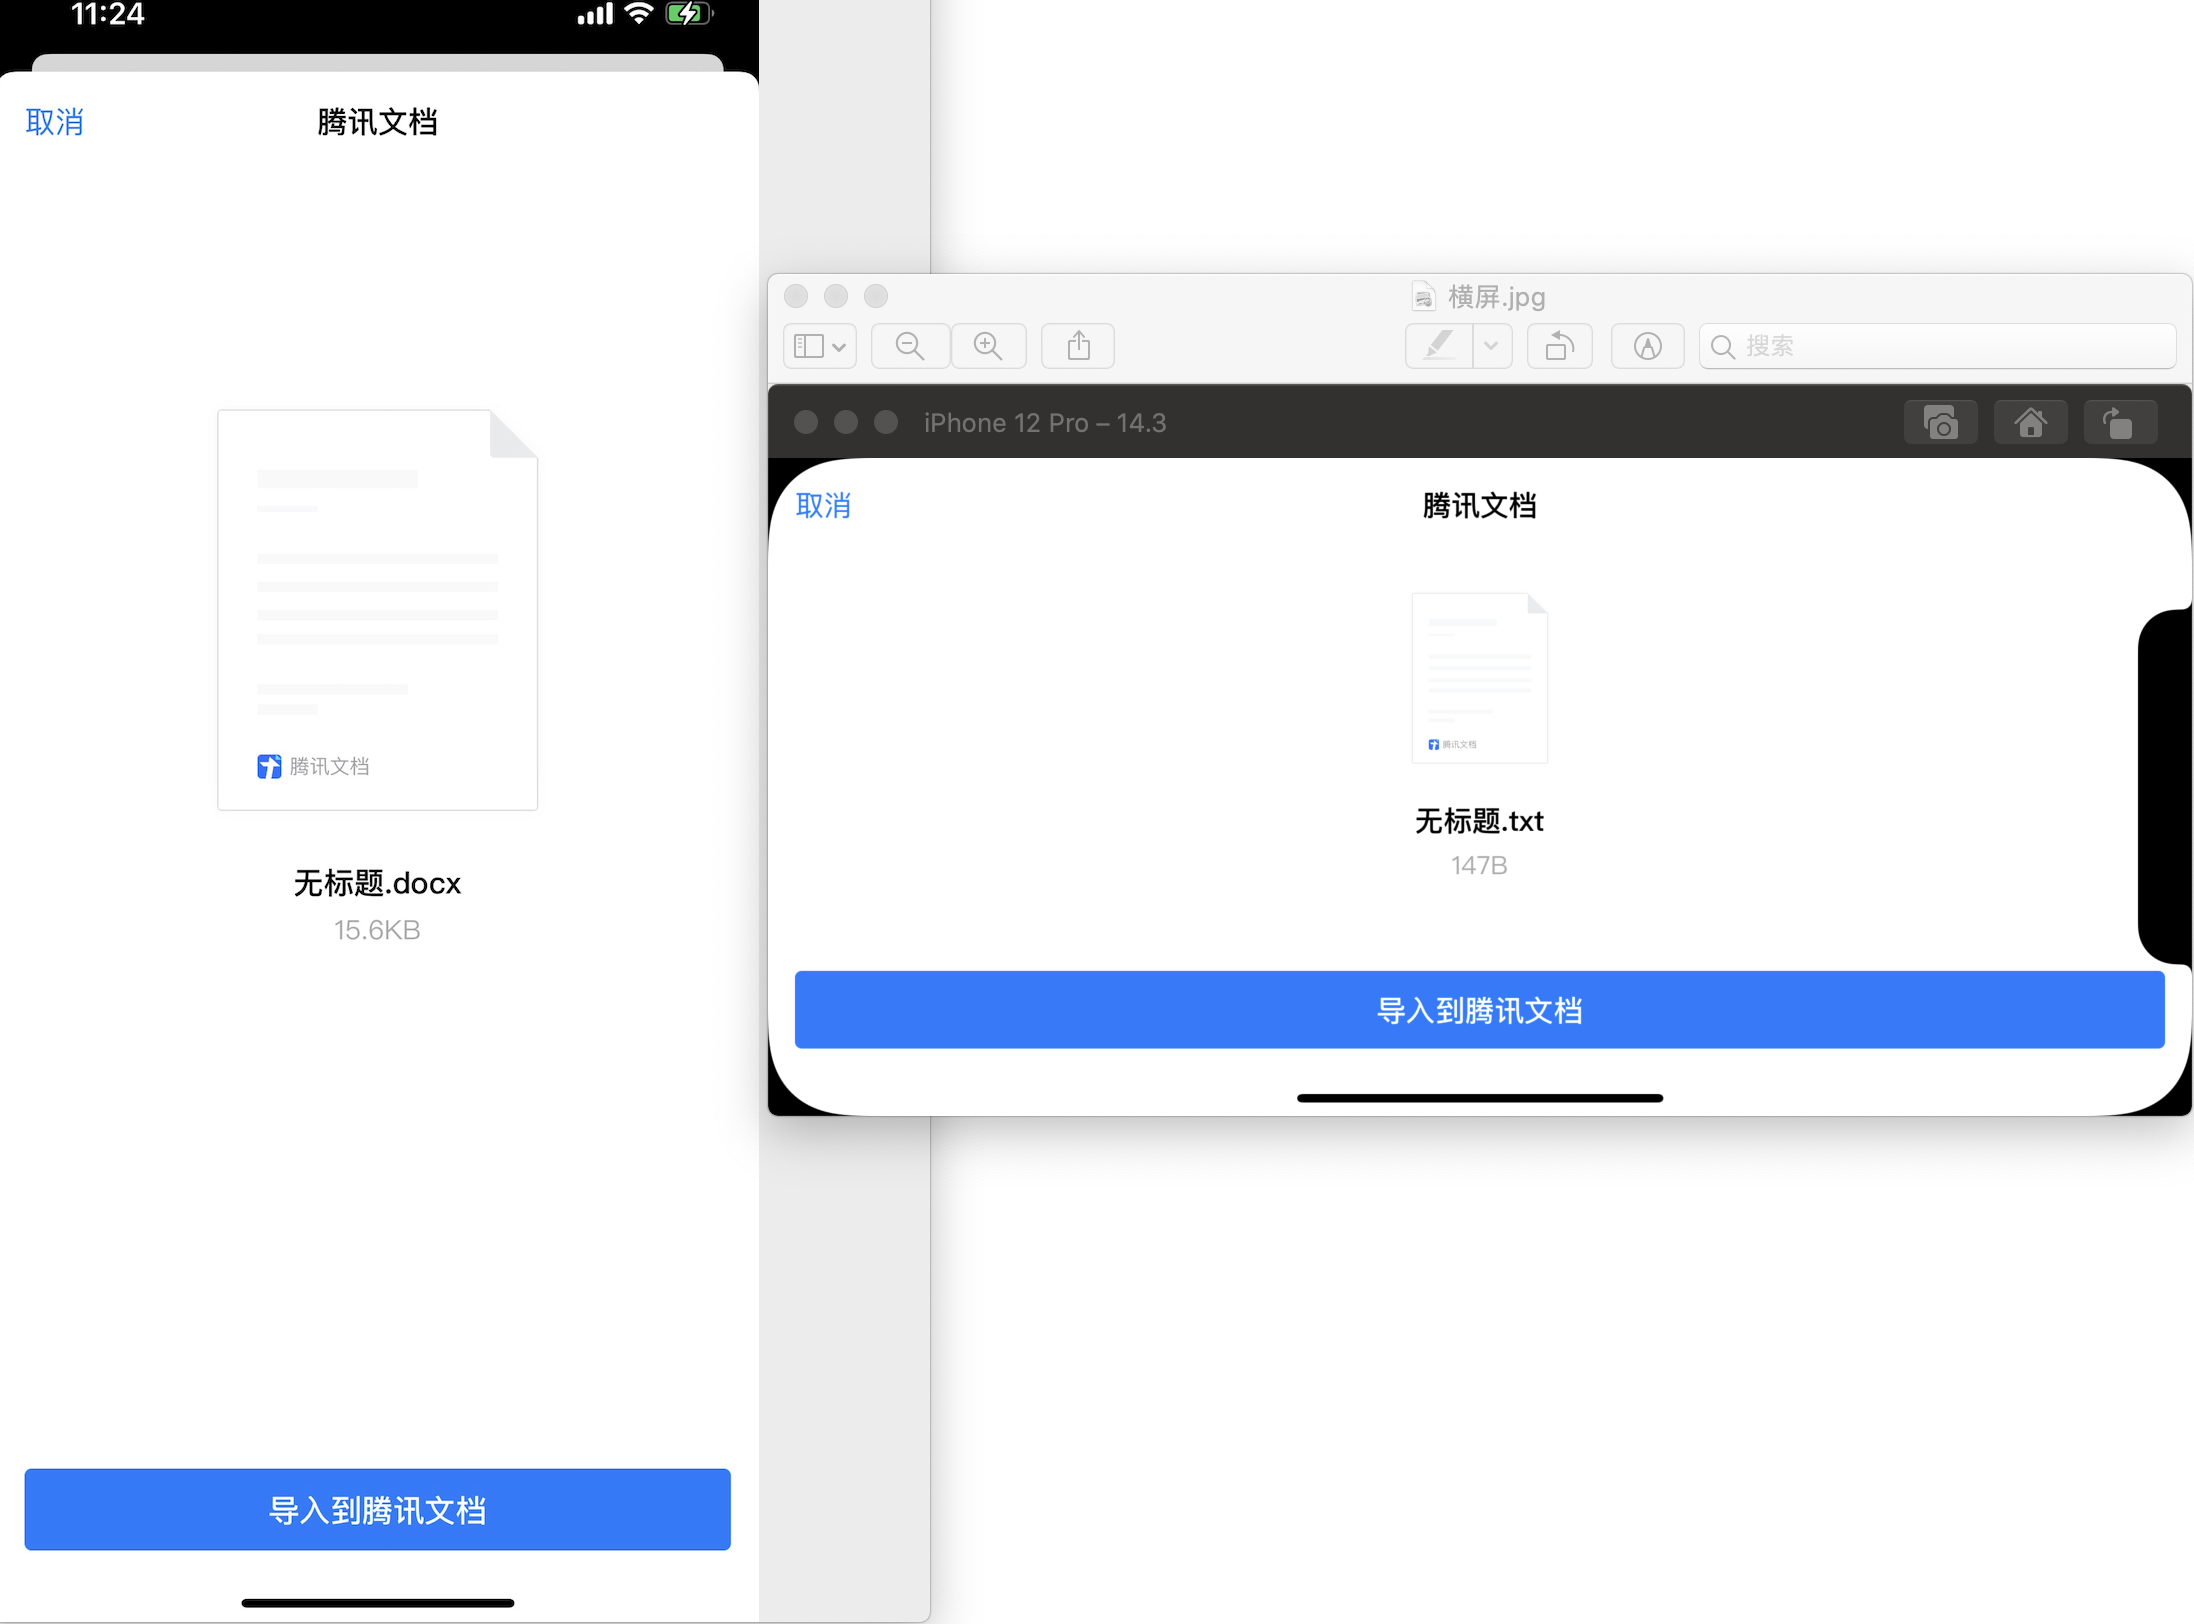 11:24
取消
腾讯文档
腾讯文档
无标题.docx
15.6KB
导入到腾讯文档
横屏.jpg
搜索
iPhone 12 Pro – 14.3
取消
腾讯文档
腾讯文档
无标题.txt
147B
导入到腾讯文档